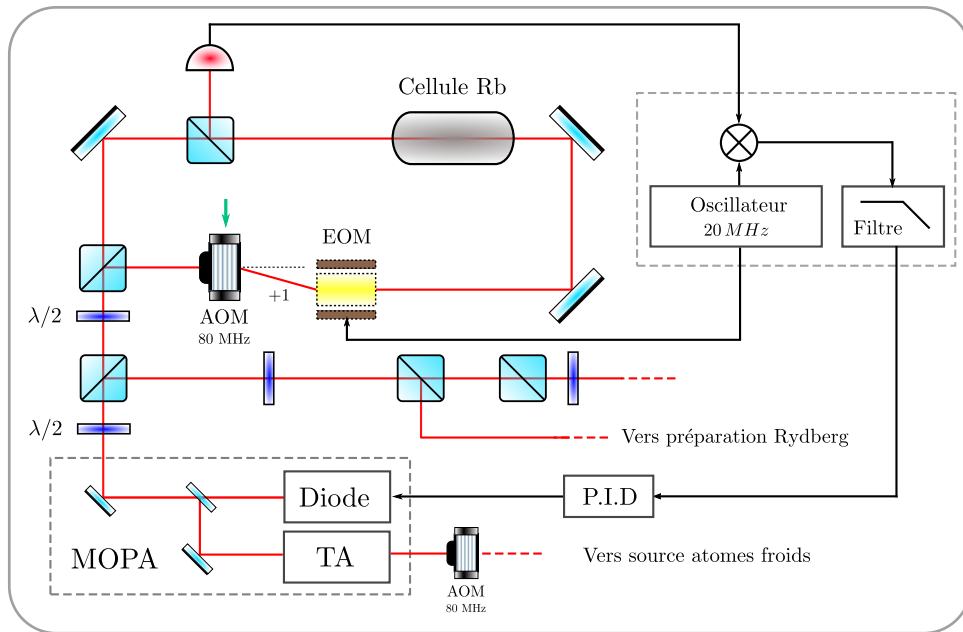 Cellule Rb
Oscillateur
20 MHz
Filtre
EOM
+1
AOM
80 MHz
λ/2
λ/2
Vers préparation Rydberg
Diode
P.I.D
MOPA
TA
Vers source atomes froids
AOM
80 MHz